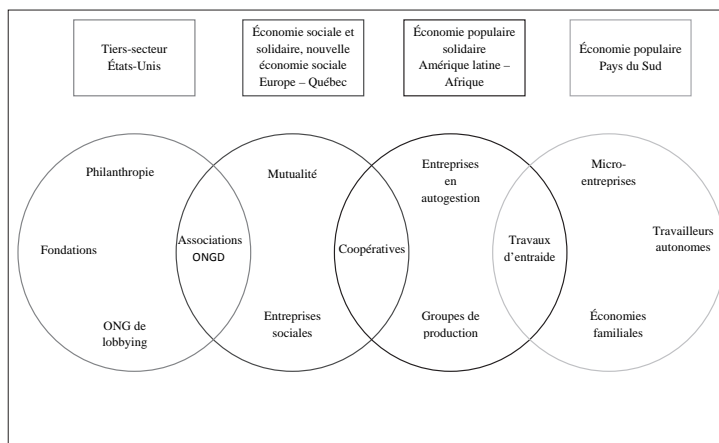 Tiers-secteur
États-Unis
Économie sociale et
solidaire, nouvelle
économie sociale
Europe – Québec
Économie populaire
solidaire
Amérique latine –
Afrique
Économie populaire
Pays du Sud
Philanthropie
Fondations
ONG de
lobbying
Associations
ONGD
Mutualité
Entreprises
sociales
Coopératives
Entreprises
en
autogestion
Groupes de
production
Travaux
d’entraide
Micro-
entreprises
Travailleurs
autonomes
Économies
familiales